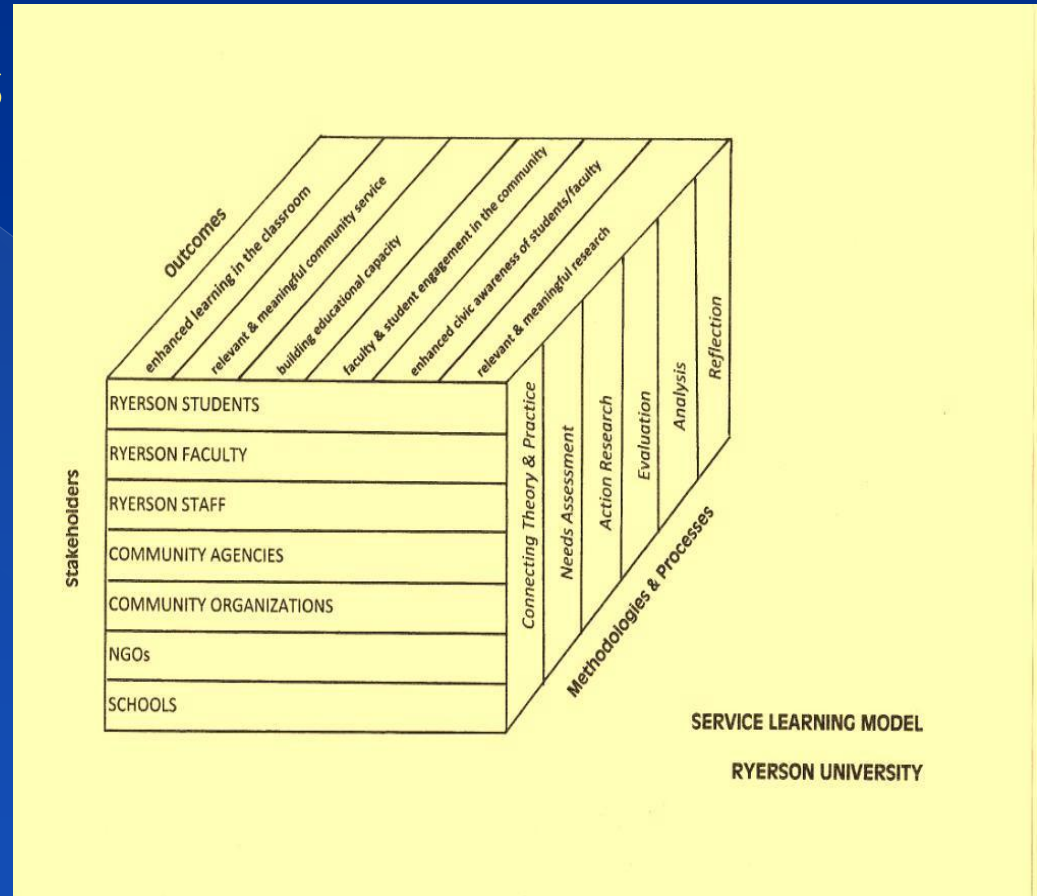 Outcomes
enhanced learning in the classroom
relevant & meaningful community service
building educational capacity
faculty & student engagement in the community
enhanced civic awareness of students/faculty
relevant & meaningful research
Stakeholders
RYERSON STUDENTS
RYERSON FACULTY
RYERSON STAFF
COMMUNITY AGENCIES
COMMUNITY ORGANIZATIONS
NGOs
SCHOOLS
Connecting Theory & Practice
Needs Assessment
Action Research
Evaluation
Analysis
Reflection
Methodologies & Processes
SERVICE LEARNING MODEL
RYERSON UNIVERSITY